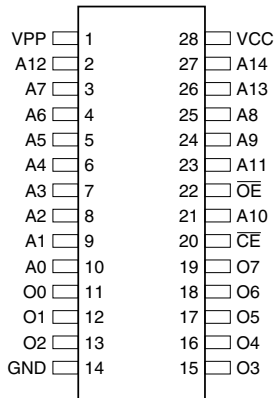 VPP 1 28 VCC
A12 2 27 A14
A7 3 26 A13
A6 4 25 A8
A5 5 24 A9
A4 6 23 A11
A3 7 22 O̅E̅
A2 8 21 A10
A1 9 20 C̅E̅
A0 10 19 O7
O0 11 18 O6
O1 12 17 O5
O2 13 16 O4
GND 14 15 O3